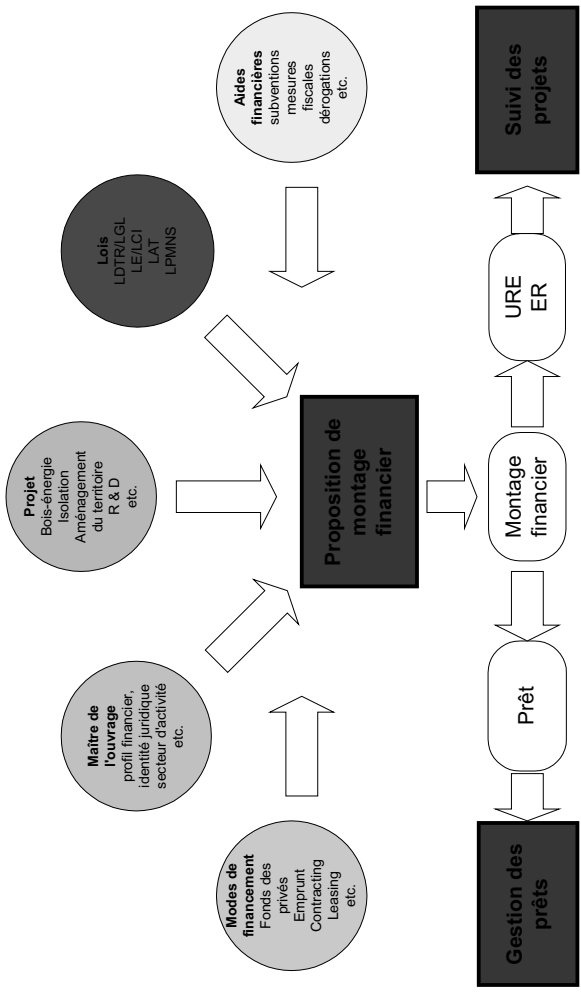 Modes de
financement
Fonds des
privés
Emprunt
Contracting
Leasing
etc.
Maître de
l'ouvrage
profil financier,
identité juridique
secteur d'activité
etc.
Projet
Bois-énergie
Isolation
Aménagement
du territoire
R & D
etc.
Lois
LDTR/LGL
LE/LCI
LAT
LPMNS
Aides
financières
subventions
mesures
fiscales
dérogations
etc.
Proposition de
montage
financier
Gestion des
prêts
Prêt
Montage
financier
URE
ER
Suivi des
projets